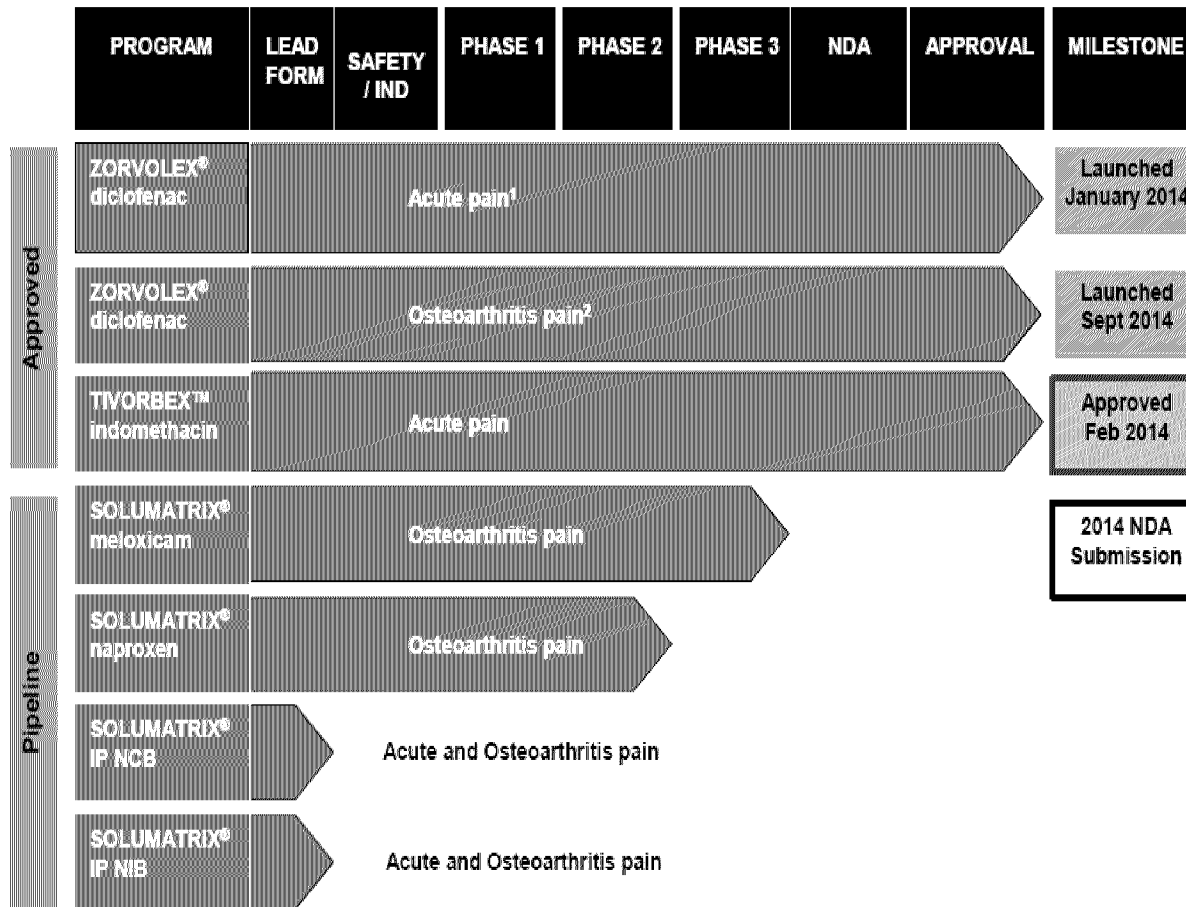 PROGRAM
LEAD
FORM
SAFETY
/ IND
PHASE 1
PHASE 2
PHASE 3
NDA
APPROVAL
MILESTONE
Approved
ZORVOLEX®
diclofenac
Acute pain¹
Launched
January 2014
ZORVOLEX®
diclofenac
Osteoarthritis pain²
Launched
Sept 2014
TIVORBEX™
indomethacin
Acute pain
Approved
Feb 2014
Pipeline
SOLUMATRIX®
meloxicam
Osteoarthritis pain
2014 NDA
Submission
SOLUMATRIX®
naproxen
Osteoarthritis pain
SOLUMATRIX®
IP NCB
Acute and Osteoarthritis pain
SOLUMATRIX®
IP NIB
Acute and Osteoarthritis pain